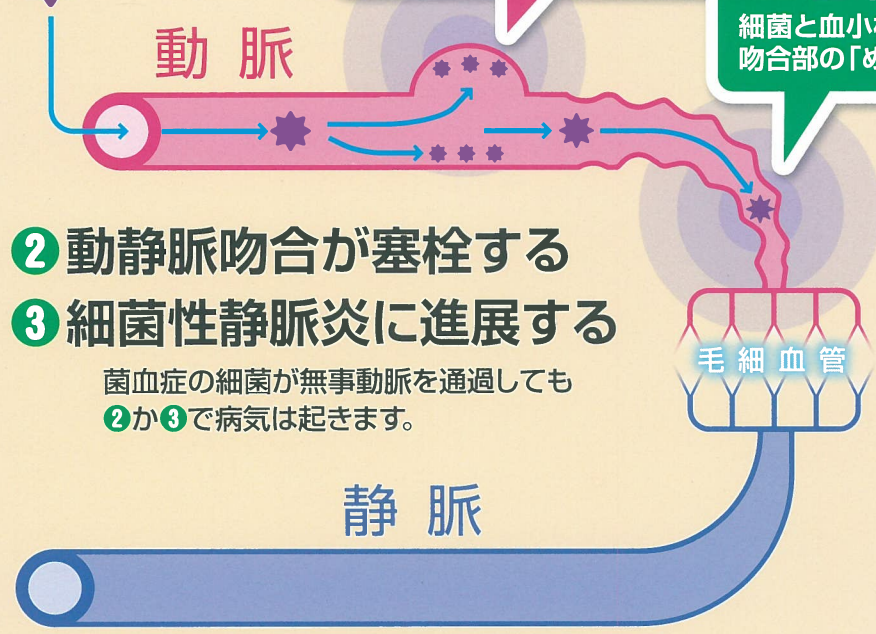 細菌と血小
吻合部の「め
動脈
❷動静脈吻合が塞栓する
❸細菌性静脈炎に進展する
菌血症の細菌が無事動脈を通過しても
❷か❸で病気は起きます。
毛細血管
静脈